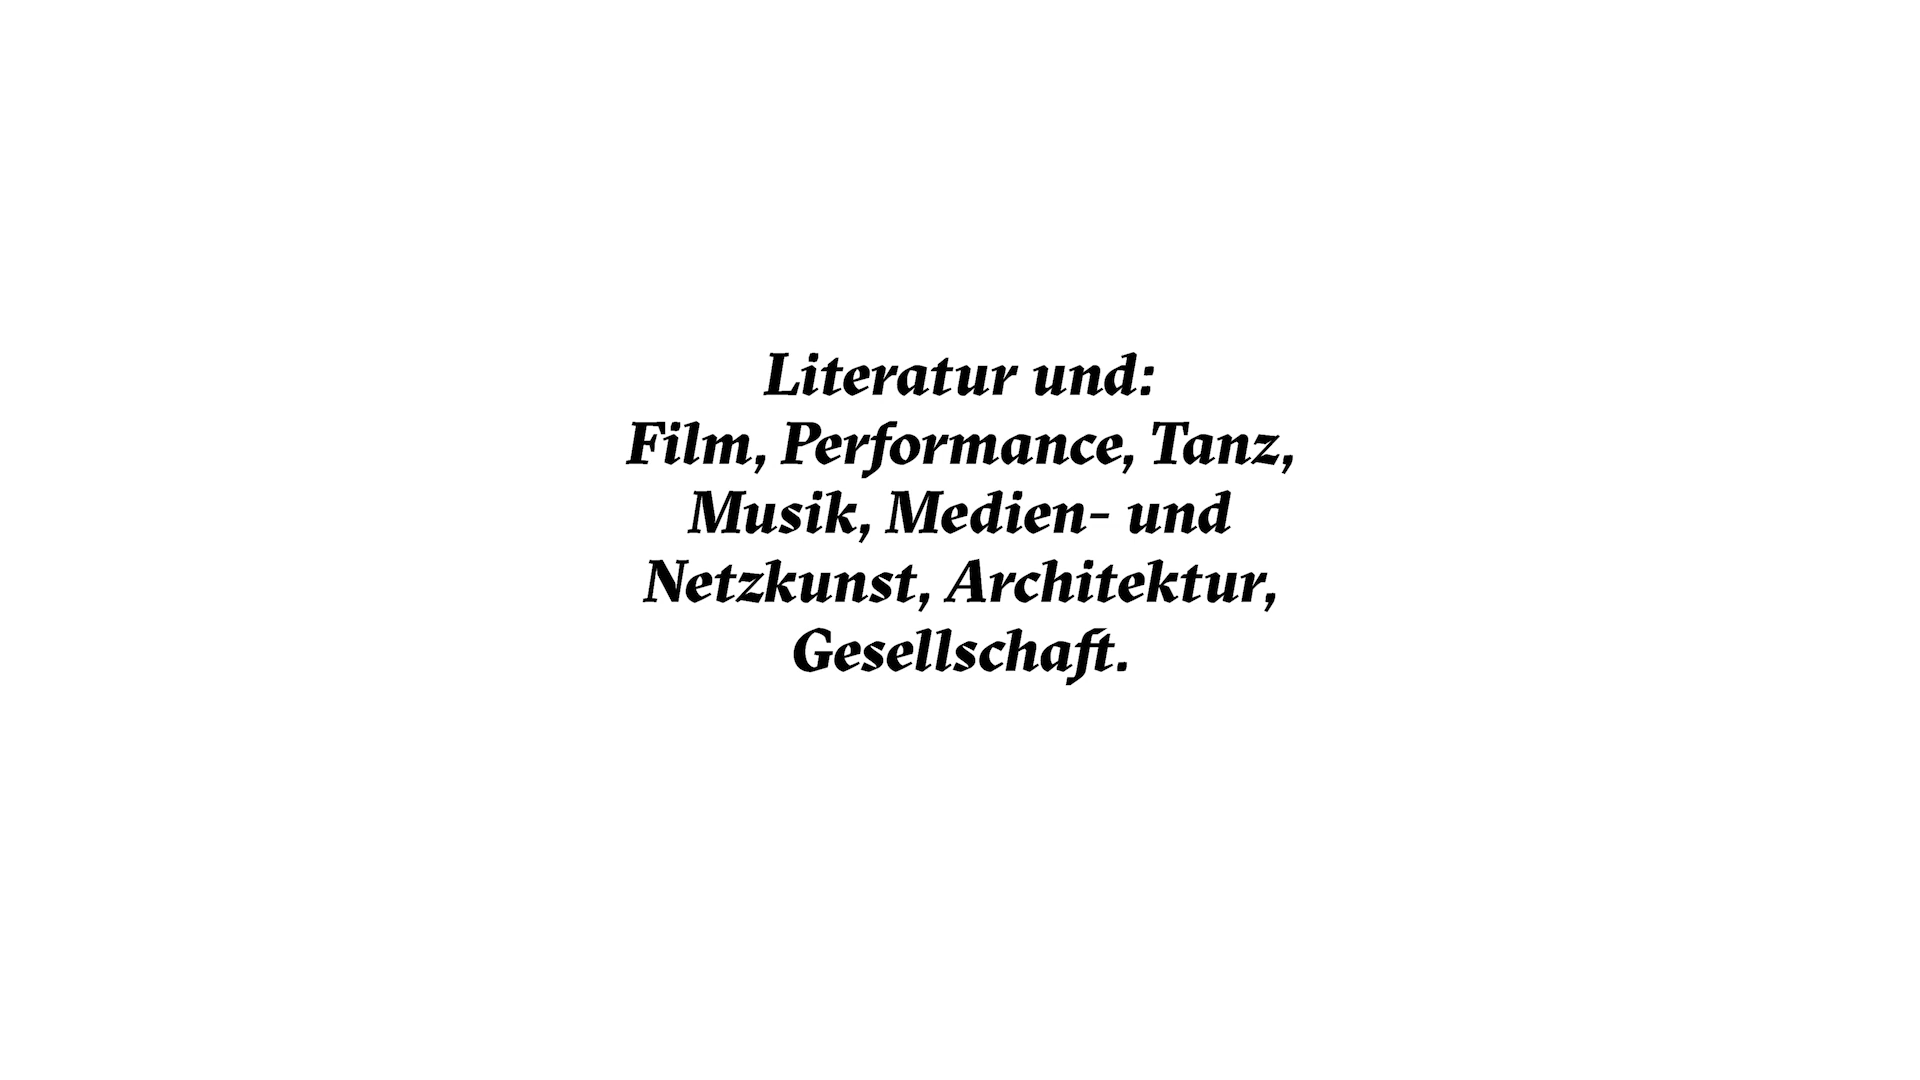 Literatur und:
Film, Performance, Tanz,
Musik, Medien- und
Netzkunst, Architektur,
Gesellschaft.